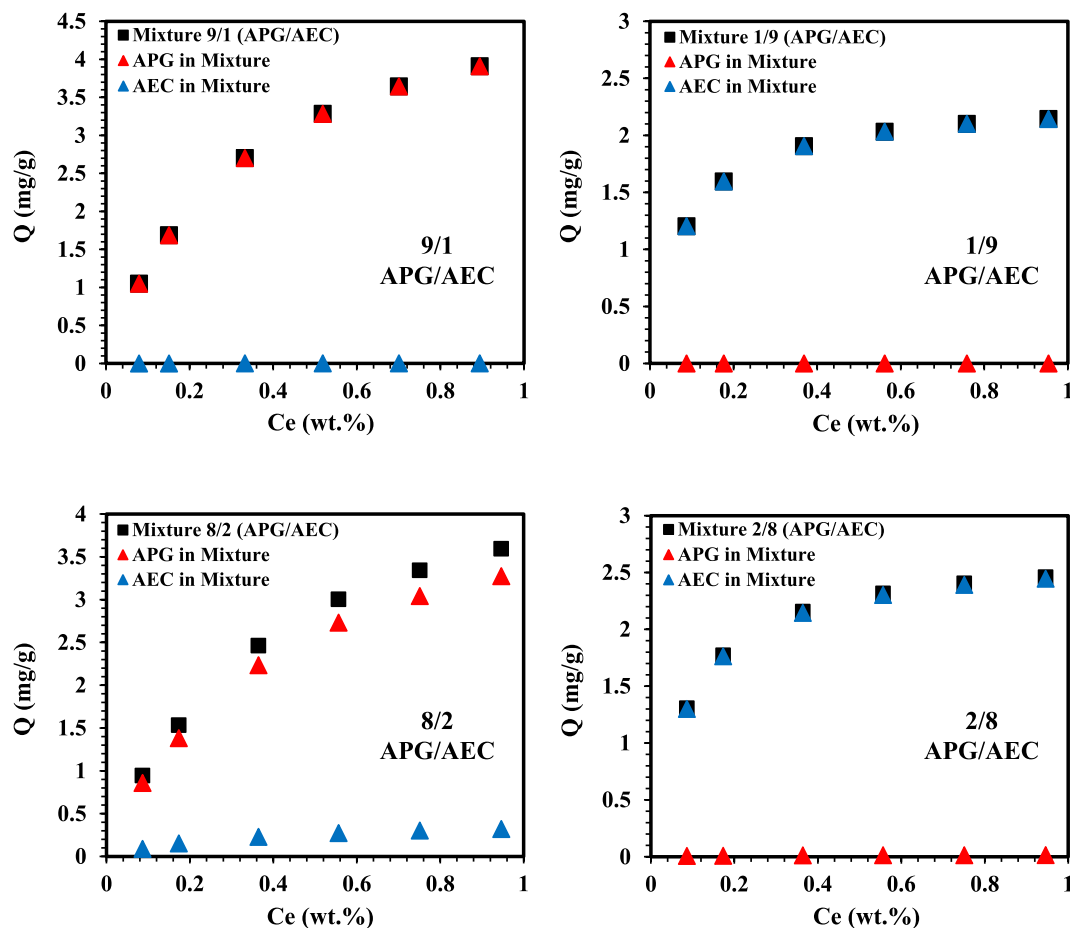 4.5
4
3.5
3
2.5
2
1.5
1
0.5
0
Q (mg/g)
Mixture 9/1 (APG/AEC)
APG in Mixture
AEC in Mixture
9/1
APG/AEC
0 0.2 0.4 0.6 0.8 1
Ce (wt.%)
3
2.5
2
1.5
1
0.5
0
Q (mg/g)
Mixture 1/9 (APG/AEC)
APG in Mixture
AEC in Mixture
1/9
APG/AEC
0 0.2 0.4 0.6 0.8 1
Ce (wt.%)
4
3.5
3
2.5
2
1.5
1
0.5
0
Q (mg/g)
Mixture 8/2 (APG/AEC)
APG in Mixture
AEC in Mixture
8/2
APG/AEC
0 0.2 0.4 0.6 0.8 1
Ce (wt.%)
3
2.5
2
1.5
1
0.5
0
Q (mg/g)
Mixture 2/8 (APG/AEC)
APG in Mixture
AEC in Mixture
2/8
APG/AEC
0 0.2 0.4 0.6 0.8 1
Ce (wt.%)